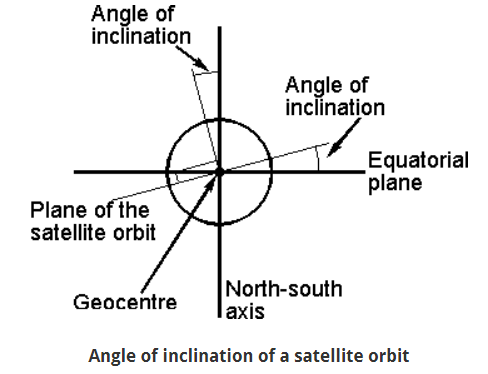 Angle of
inclination
Angle of
inclination
Equatorial
plane
Plane of the
satellite orbit
Geocentre
North-south
axis
Angle of inclination of a satellite orbit